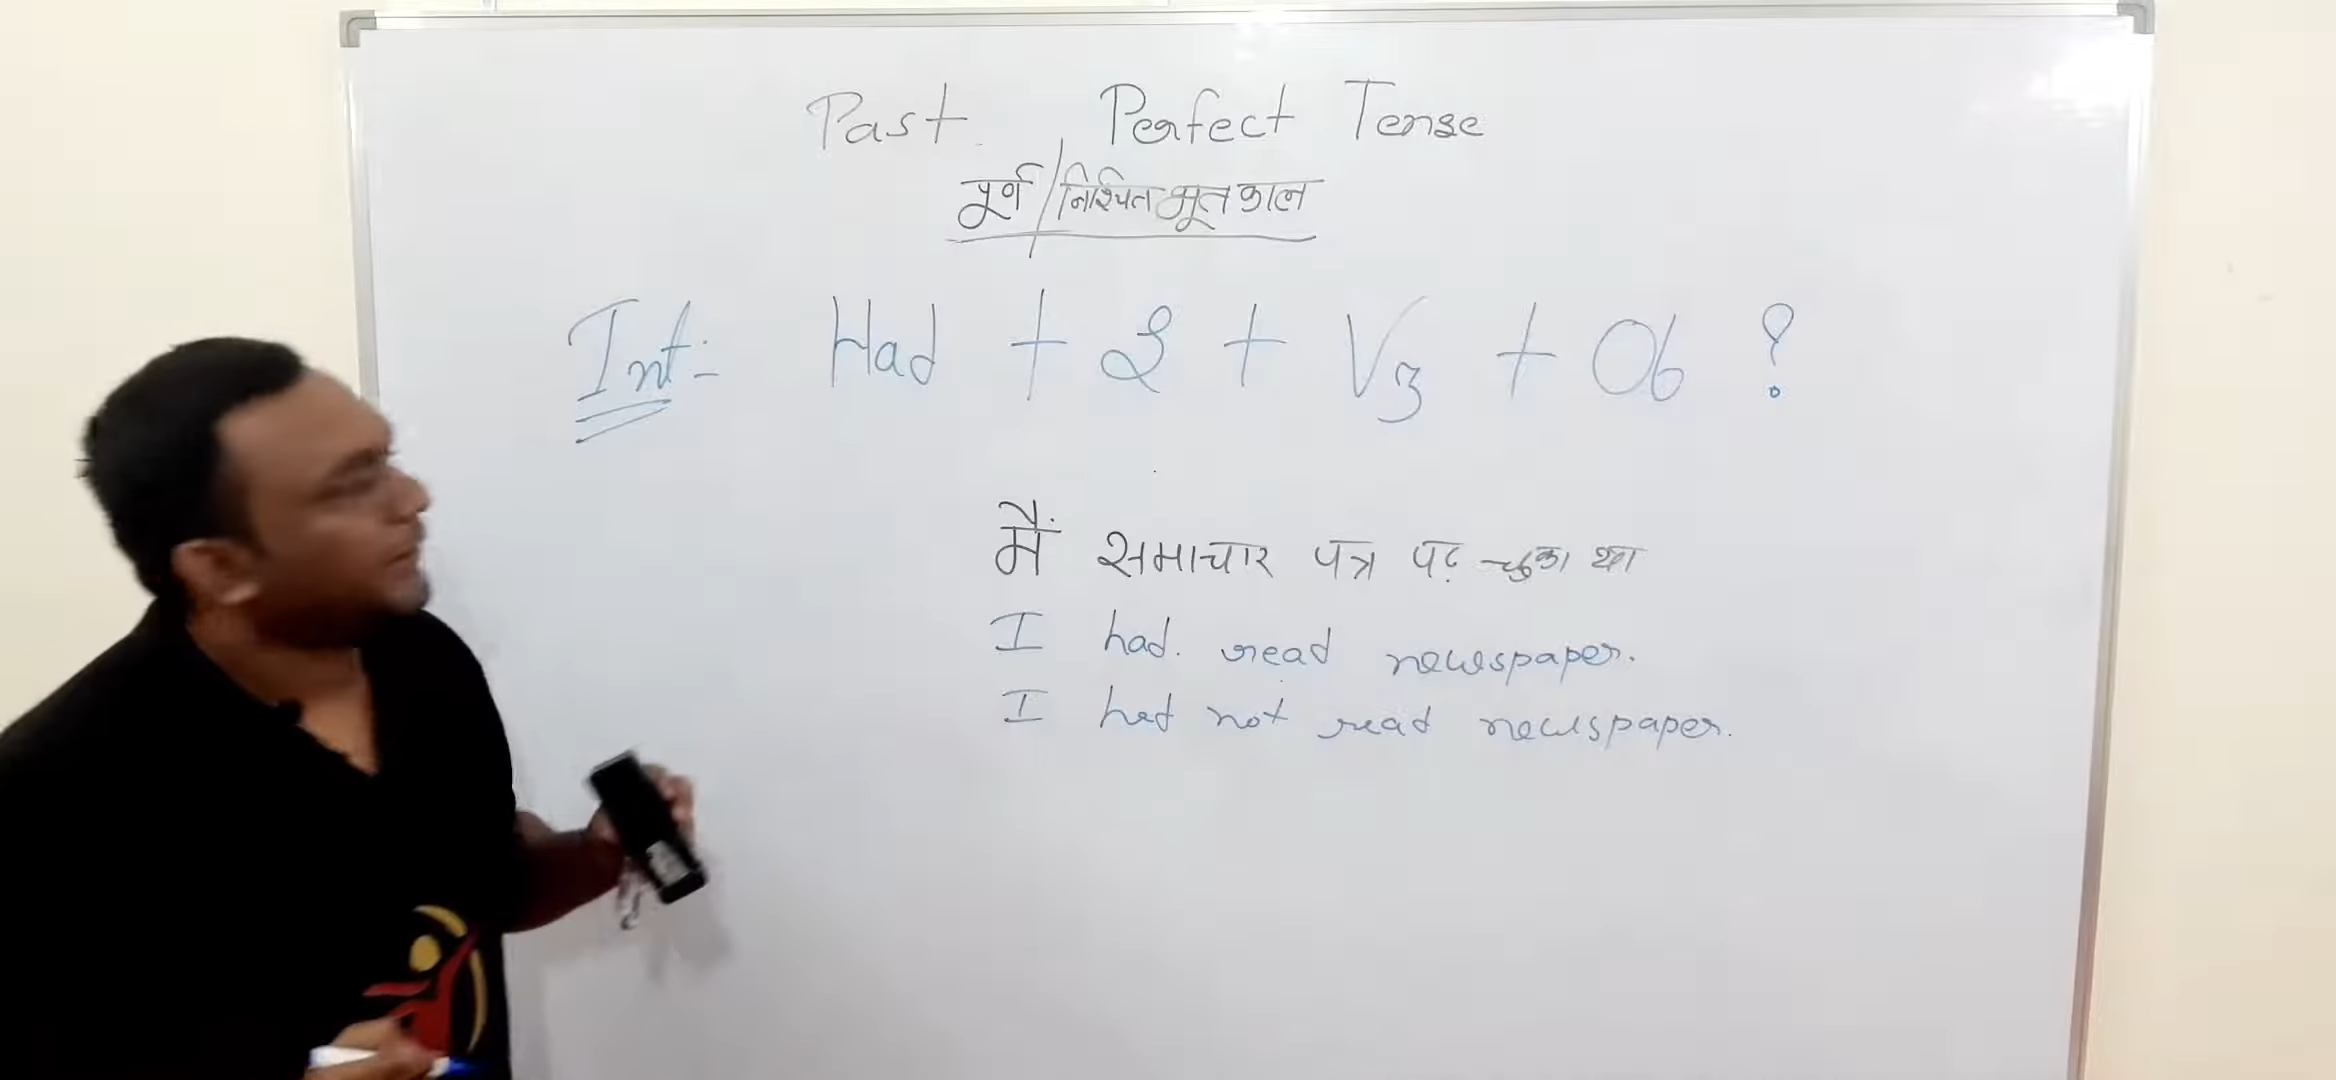 Past Perfect Tense
पूर्ण/निश्चित भूतकाल
Int:- Had + S + V3 + Ob ?
मैं समाचार पत्र पढ़ चुका था
I had. read newspaper.
I had not read newspaper.